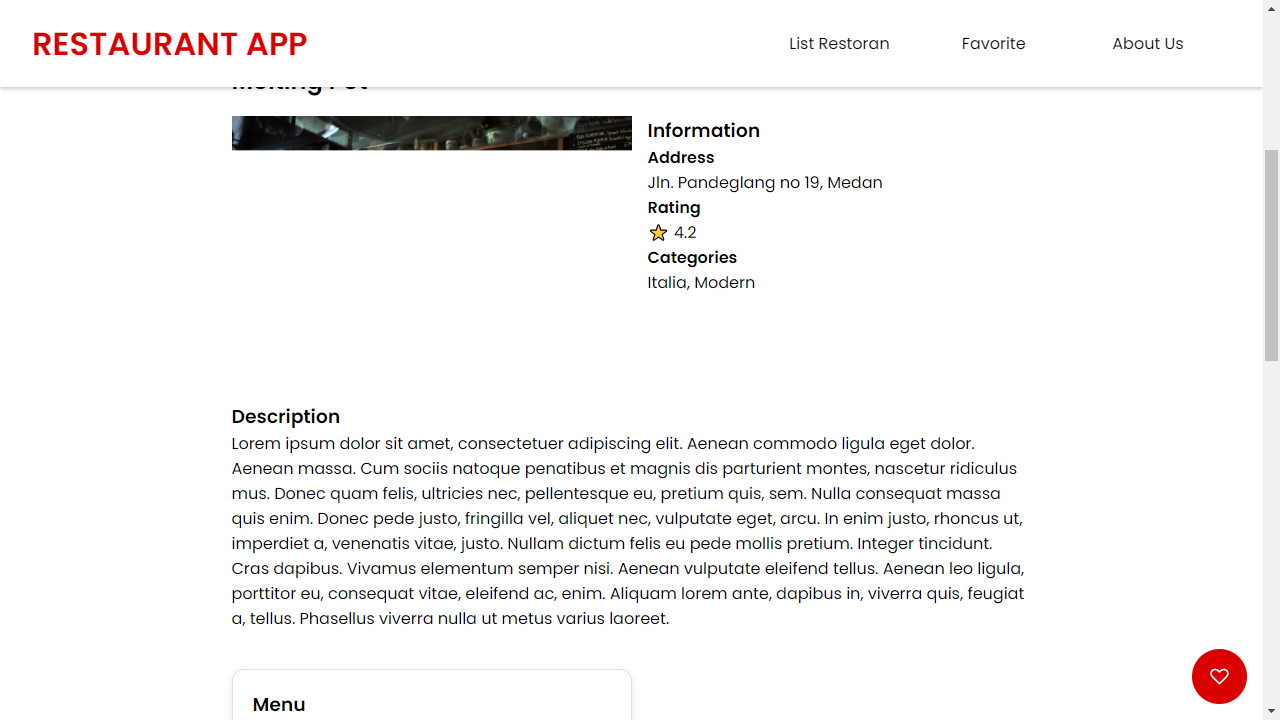 RESTAURANT APP
List Restoran
Favorite
About Us
Melting Pot
Information
Address
Jln. Pandeglang no 19, Medan
Rating
4.2
Categories
Italia, Modern
Description
Lorem ipsum dolor sit amet, consectetuer adipiscing elit. Aenean commodo ligula eget dolor.
Aenean massa. Cum sociis natoque penatibus et magnis dis parturient montes, nascetur ridiculus
mus. Donec quam felis, ultricies nec, pellentesque eu, pretium quis, sem. Nulla consequat massa
quis enim. Donec pede justo, fringilla vel, aliquet nec, vulputate eget, arcu. In enim justo, rhoncus ut,
imperdiet a, venenatis vitae, justo. Nullam dictum felis eu pede mollis pretium. Integer tincidunt.
Cras dapibus. Vivamus elementum semper nisi. Aenean vulputate eleifend tellus. Aenean leo ligula,
porttitor eu, consequat vitae, eleifend ac, enim. Aliquam lorem ante, dapibus in, viverra quis, feugiat
a, tellus. Phasellus viverra nulla ut metus varius laoreet.
Menu